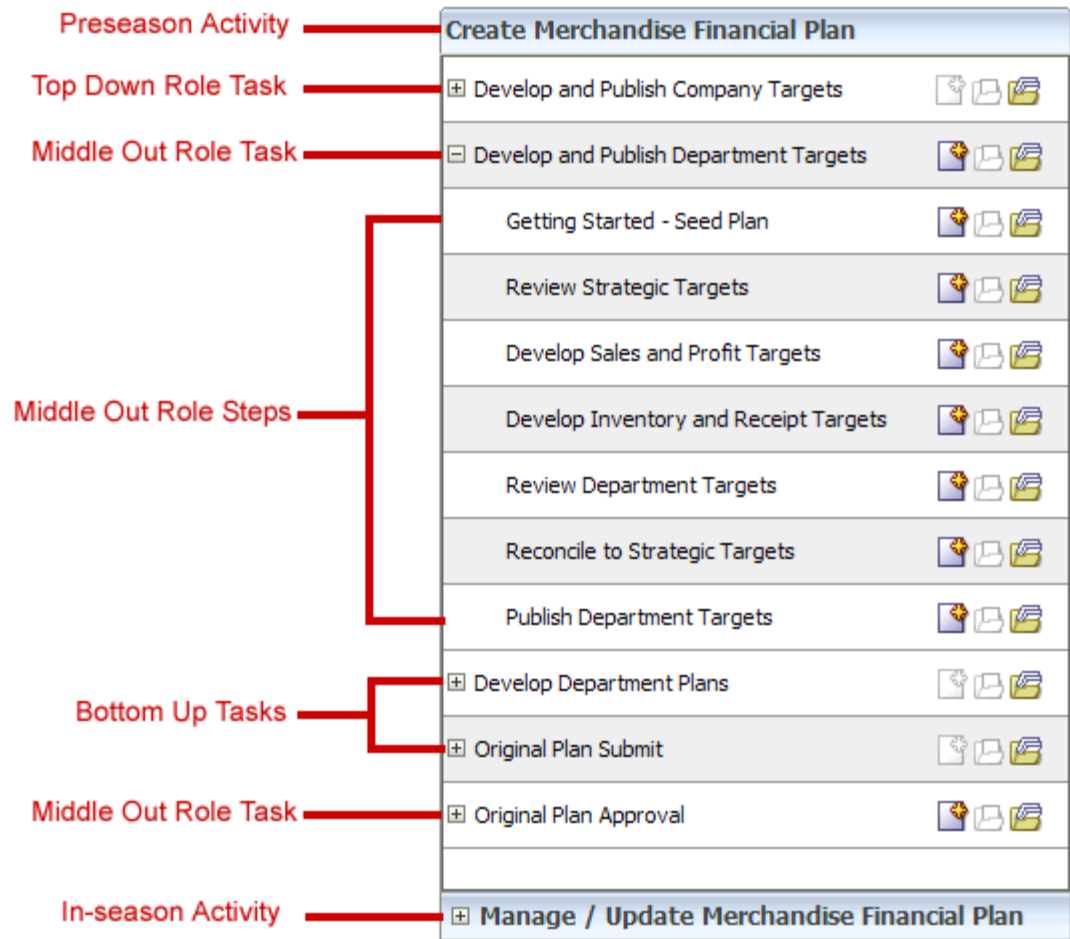 Preseason Activity
Create Merchandise Financial Plan
Top Down Role Task
Develop and Publish Company Targets
Middle Out Role Task
Develop and Publish Department Targets
Getting Started - Seed Plan
Review Strategic Targets
Develop Sales and Profit Targets
Middle Out Role Steps
Develop Inventory and Receipt Targets
Review Department Targets
Reconcile to Strategic Targets
Publish Department Targets
Develop Department Plans
Bottom Up Tasks
Original Plan Submit
Middle Out Role Task
Original Plan Approval
In-season Activity
Manage / Update Merchandise Financial Plan